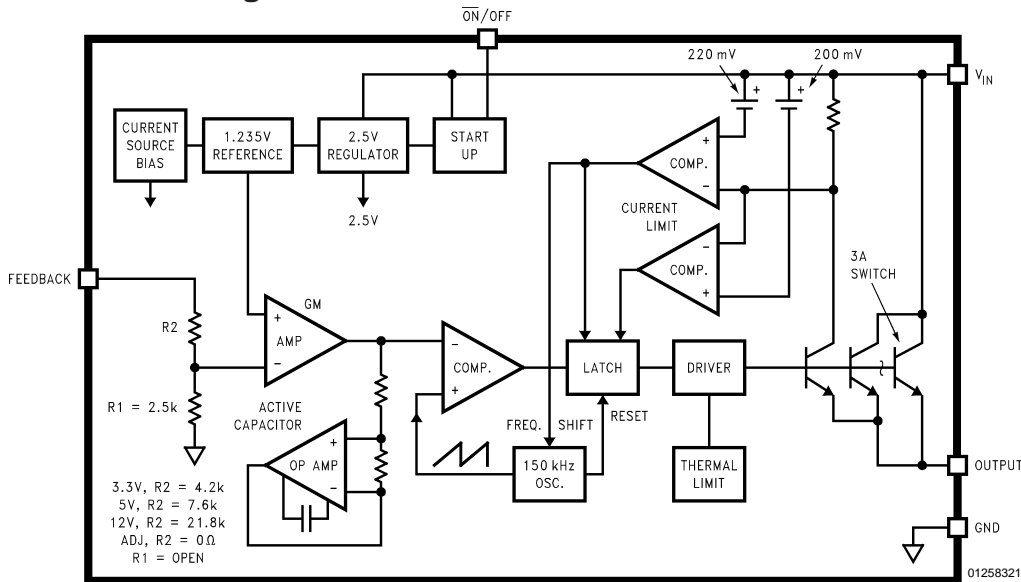 ON/OFF
220 mV
200 mV
VIN
CURRENT
SOURCE
BIAS
1.235V
REFERENCE
2.5V
REGULATOR
START
UP
2.5V
+
+
+
COMP.
−
CURRENT
LIMIT
−
COMP.
+
3A
SWITCH
FEEDBACK
R2
R1 = 2.5k
GM
+
AMP
−
−
COMP.
+
LATCH
DRIVER
ACTIVE
CAPACITOR
+
OP AMP
−
FREQ. SHIFT
RESET
150 kHz
OSC.
THERMAL
LIMIT
OUTPUT
GND
3.3V, R2 = 4.2k
5V, R2 = 7.6k
12V, R2 = 21.8k
ADJ, R2 = 0Ω
R1 = OPEN
01258321